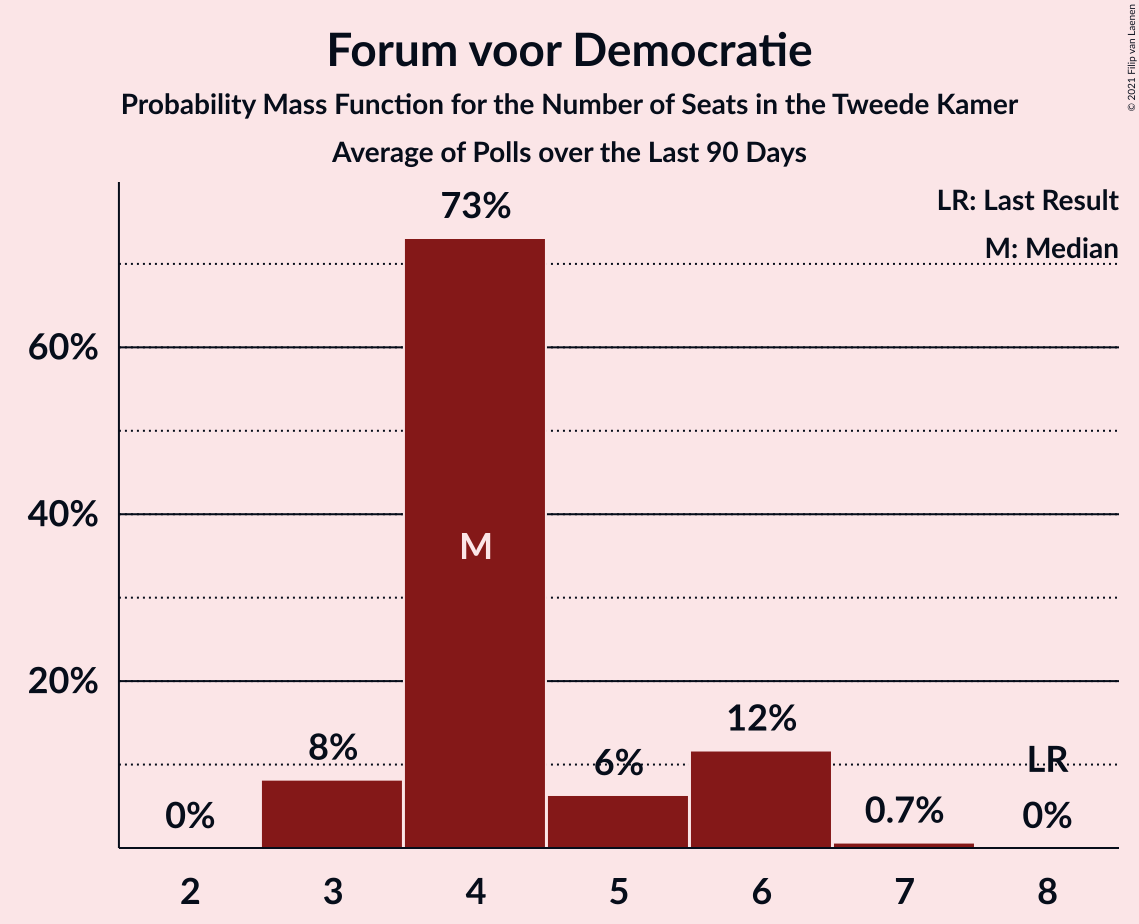 Forum voor Democratie
Probability Mass Function for the Number of Seats in the Tweede Kamer
Average of Polls over the Last 90 Days
© 2021 Filip van Laenen
LR: Last Result
M: Median
73%
60%
40%
M
20%
12%
8%
6%
LR
0%
0.7%
0%
2 3 4 5 6 7 8